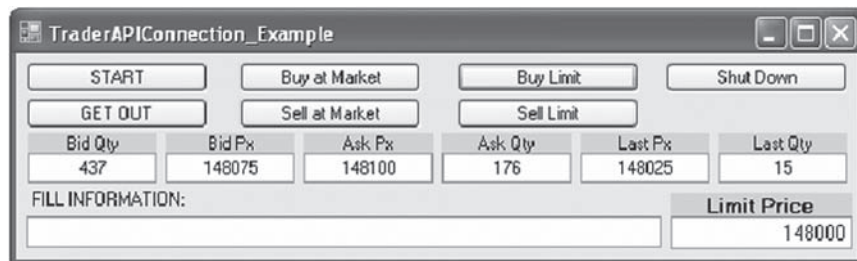 TraderAPIConnection_Example
START Buy at Market Buy Limit Shut Down
GET OUT Sell at Market Sell Limit
Bid Qty Bid Px Ask Px Ask Qty Last Px Last Qty
437 148075 148100 176 148025 15
FILL INFORMATION: Limit Price
148000